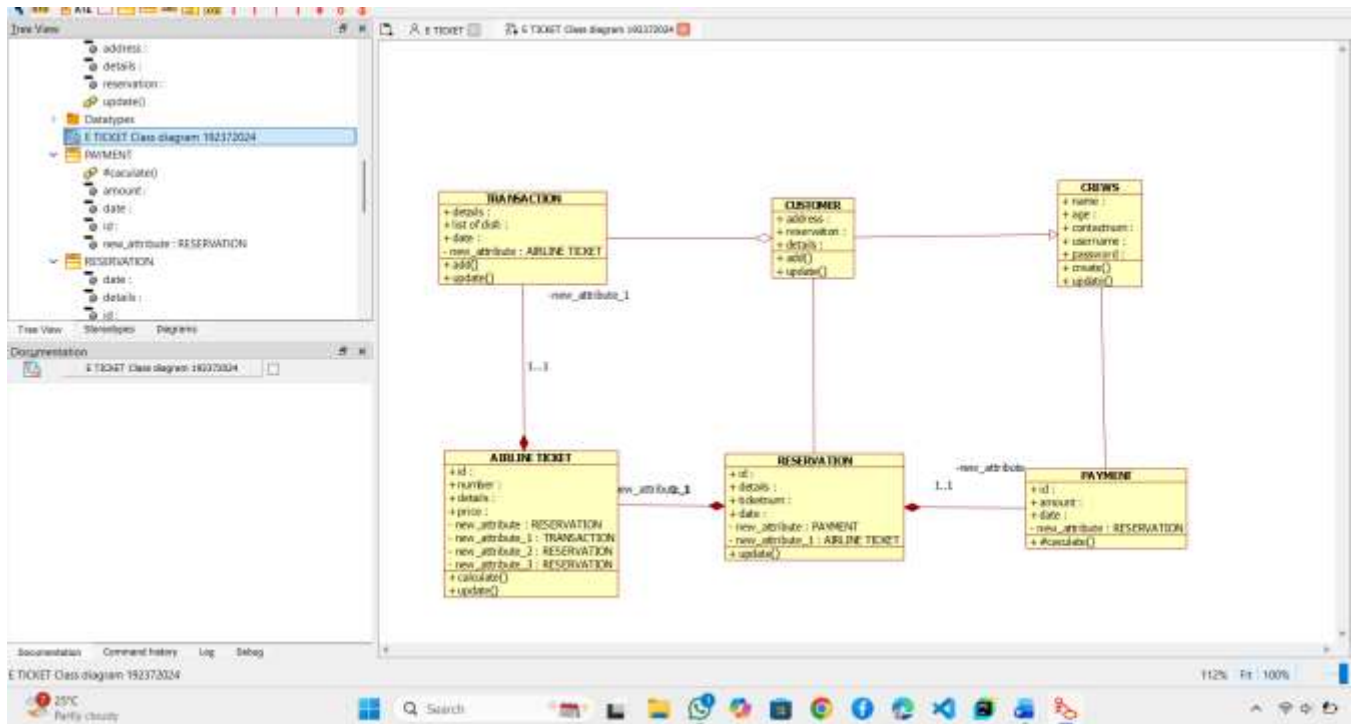 Tree View
address :
details :
reservation :
update()
Datatypes
E TICKET Class diagram 192372024
PAYMENT
#caculate()
amount :
date :
id :
new_attribute : RESERVATION
RESERVATION
date :
details :
id :
Tree View Stereotypes Diagrams
Documentation
E TICKET Class diagram 192372024
Documentation Command history Log Debug
E TICKET Class diagram 192372024
E TICKET
E TICKET Class diagram 192372024
TRANSACTION
+ details :
+ list of dish :
+ date :
- new_attribute : AIRLINE TICKET
+ add()
+ update()
CUSTOMER
+ address :
+ reservation :
+ details :
+ add()
+ update()
CREWS
+ name :
+ age :
+ contactnum :
+ username :
+ password :
+ create()
+ update()
-new_attribute_1
1..1
AIRLINE TICKET
+ id :
+ number :
+ details :
+ price :
- new_attribute : RESERVATION
- new_attribute_1 : TRANSACTION
- new_attribute_2 : RESERVATION
- new_attribute_3 : RESERVATION
+ calculate()
+ update()
RESERVATION
+ id :
+ details :
+ ticketnum :
+ date :
- new_attribute : PAYMENT
- new_attribute_1 : AIRLINE TICKET
+ update()
-new_attribute
1..1
PAYMENT
+ id :
+ amount :
+ date :
- new_attribute : RESERVATION
+ #caculate()
112% Fit 100%
25°C
Partly cloudy
Search